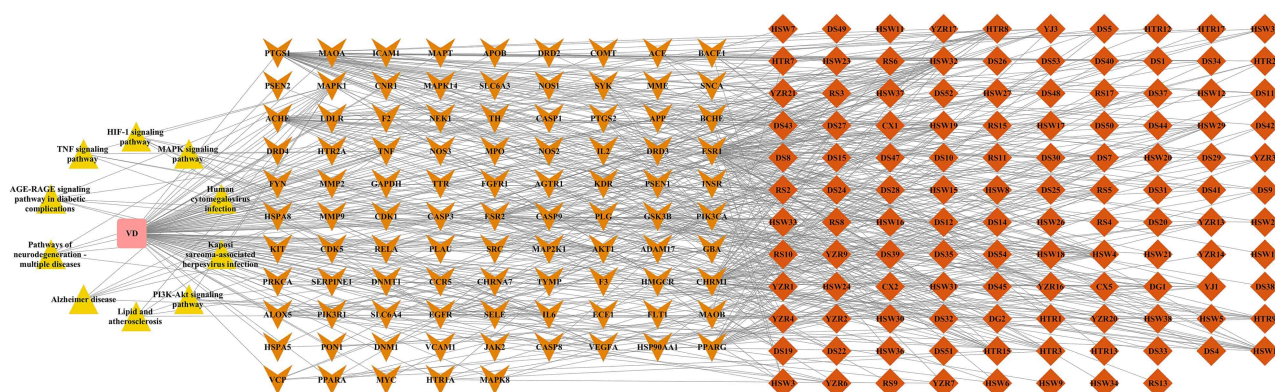 HIF-1 signaling
pathway
TNF signaling
pathway
MAPK signaling
pathway
AGE-RAGE signaling
pathway in diabetic
complications
Human
cytomegalovirus
infection
VD
Pathways of
neurodegeneration -
multiple diseases
Kaposi
sarcoma-associated
herpesvirus infection
Alzheimer disease
Lipid and
atherosclerosis
PI3K-Akt signaling
pathway
PTGS1 MAOA ICAM1 MAPT APOB DRD2 COMT ACE BACE1
PSEN2 MAPK1 CNR1 MAPK14 SLC6A3 NOS1 SYK MME SNCA
ACHE LDLR F2 NEK1 TH CASP1 PTGS2 APP BCHE
DRD4 HTR2A TNF NOS3 MPO NOS2 IL2 DRD3 ESR1
FYN MMP2 GAPDH TTR FGFR1 AGTR1 KDR PSEN1 INSR
HSPA8 MMP9 CDK1 CASP3 ESR2 CASP9 PLG GSK3B PIK3CA
KIT CDK5 RELA PLAU SRC MAP2K1 AKT1 ADAM17 GBA
PRKCA SERPINE1 DNMT1 CCR5 CHRNA7 TYMP F3 HMGCR CHRM1
ALOX5 PIK3R1 SLC6A4 EGFR SELE IL6 ECE1 FLT1 MAOB
HSPA5 PON1 DNM1 VCAM1 JAK2 CASP8 VEGFA HSP90AA1 PPARG
VCP PPARA MYC HTR1A MAPK8
HSW7 DS49 HSW11 YZR17 HTR8 YJ3 DS5 HTR12 HTR17
HTR7 HSW23 RS6 HSW32 DS26 DS53 DS40 DS1 DS34
YZR21 RS3 HSW37 DS52 HSW27 DS48 RS17 DS37 HSW12 DS11
DS43 DS27 CX1 HSW19 RS15 HSW17 DS50 DS44 HSW29 DS42
DS8 DS15 DS47 DS10 RS11 DS30 DS7 HSW20 DS29
RS2 DS24 DS28 HSW15 HSW8 DS25 RS5 DS31 DS41 DS9
HSW33 RS8 HSW16 DS12 DS14 HSW26 RS4 DS20 YZR13
RS10 YZR9 DS39 DS35 DS54 HSW18 HSW4 HSW21 YZR14
YZR1 HSW24 CX2 HSW31 DS45 YZR16 CX5 DG1 YJ1 DS38
YZR4 YZR2 HSW30 DS32 DG2 HTR1 YZR20 HSW38 HSW5 HTR9
DS19 DS22 HSW36 DS51 HTR15 HTR3 HTR13 DS33 DS4
HSW3 YZR6 RS9 YZR7 HSW6 HSW9 HSW34 RS13